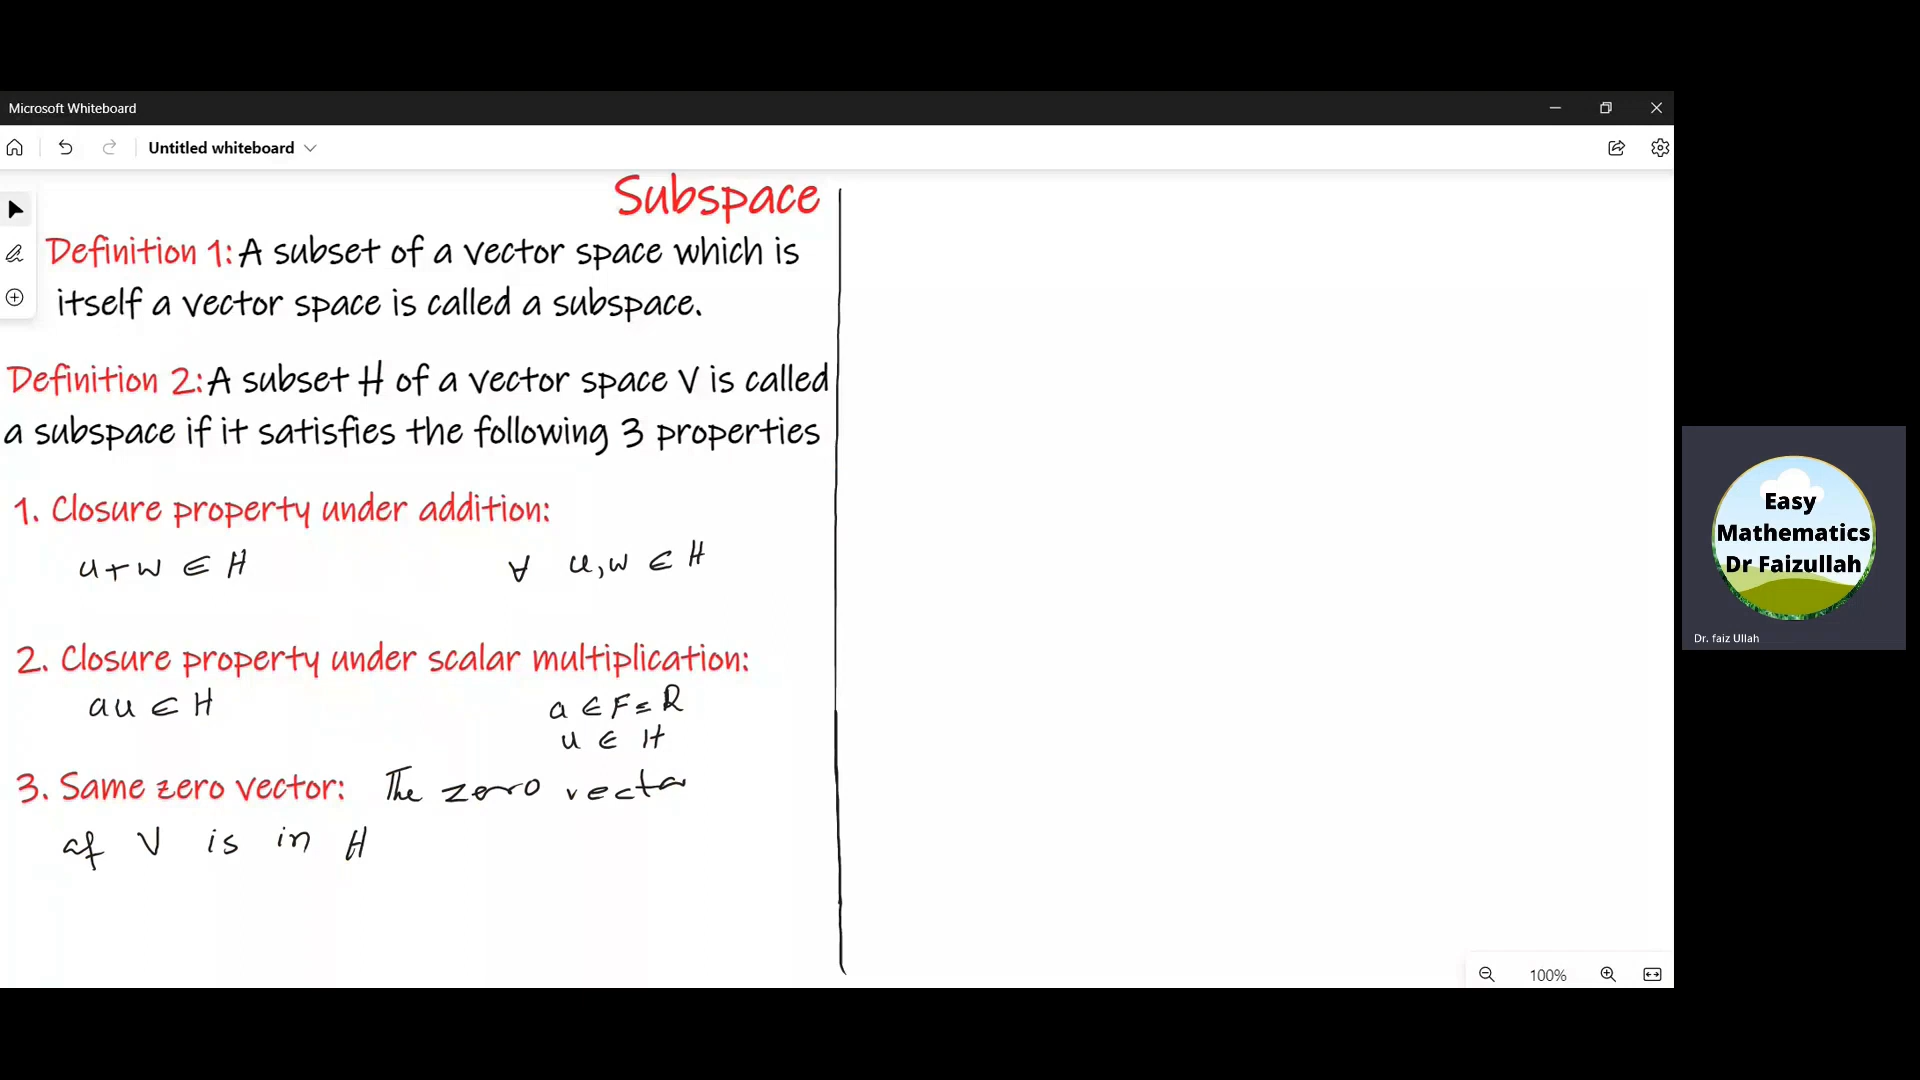 Microsoft Whiteboard
Untitled whiteboard
Subspace
Definition 1: A subset of a vector space which is
itself a vector space is called a subspace.
Definition 2: A subset H of a vector space V is called
a subspace if it satisfies the following 3 properties
1. Closure property under addition:
u + w ∈ H ∀ u, w ∈ H
2. Closure property under scalar multiplication:
au ∈ H a ∈ F = R
u ∈ H
3. Same zero vector: The zero vector
of V is in H
100%
Easy
Mathematics
Dr Faizullah
Dr. faiz Ullah